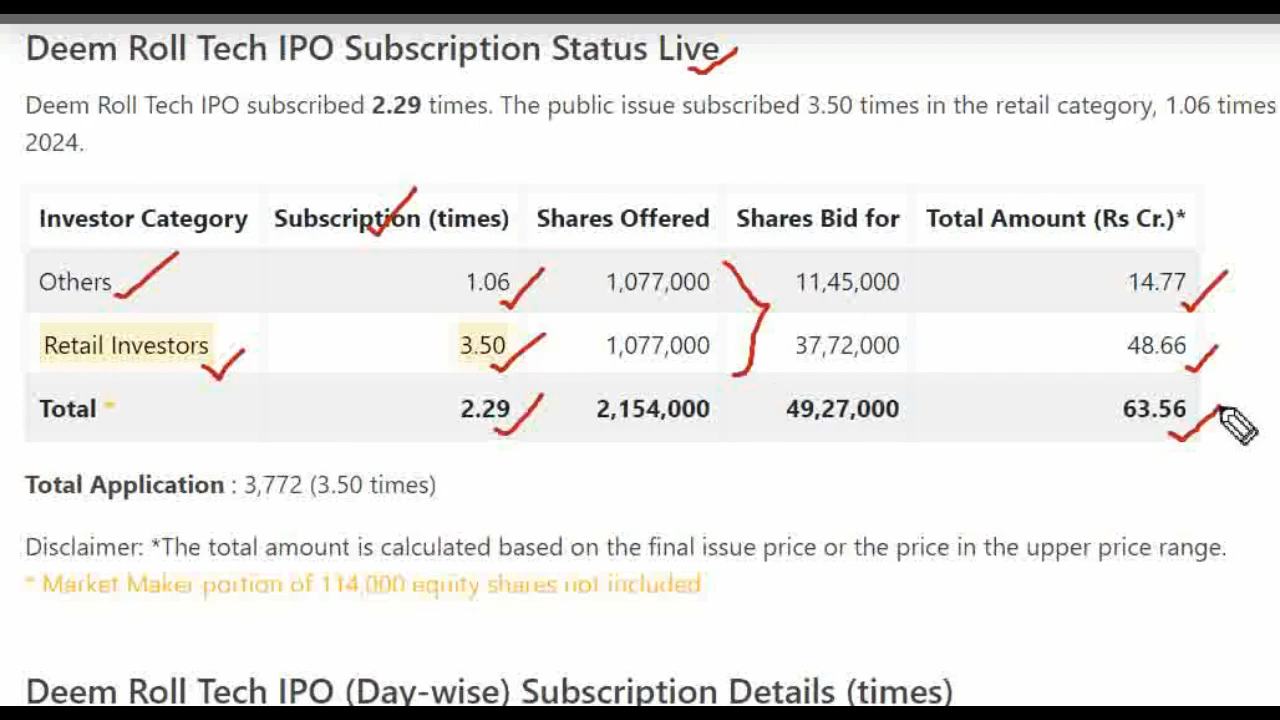 Deem Roll Tech IPO Subscription Status Live
Deem Roll Tech IPO subscribed 2.29 times. The public issue subscribed 3.50 times in the retail category, 1.06 times
2024.
Investor Category Subscription (times) Shares Offered Shares Bid for Total Amount (Rs Cr.)*
Others 1.06 1,077,000 11,45,000 14.77
Retail Investors 3.50 1,077,000 37,72,000 48.66
Total * 2.29 2,154,000 49,27,000 63.56
Total Application : 3,772 (3.50 times)
Disclaimer: *The total amount is calculated based on the final issue price or the price in the upper price range.
* Market Maker portion of 114,000 equity shares not included
Deem Roll Tech IPO (Day-wise) Subscription Details (times)